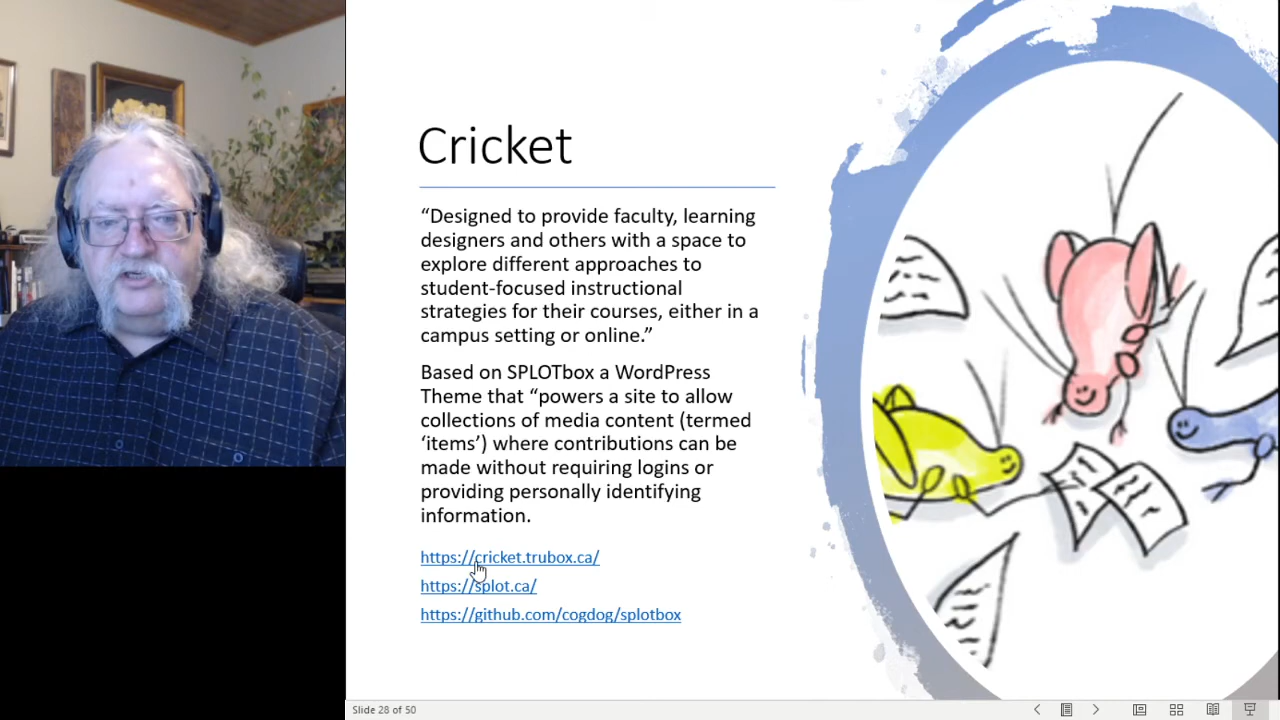 Cricket
“Designed to provide faculty, learning
designers and others with a space to
explore different approaches to
student-focused instructional
strategies for their courses, either in a
campus setting or online.”
Based on SPLOTbox a WordPress
Theme that “powers a site to allow
collections of media content (termed
‘items’) where contributions can be
made without requiring logins or
providing personally identifying
information.
https://cricket.trubox.ca/
https://splot.ca/
https://github.com/cogdog/splotbox
Slide 28 of 50